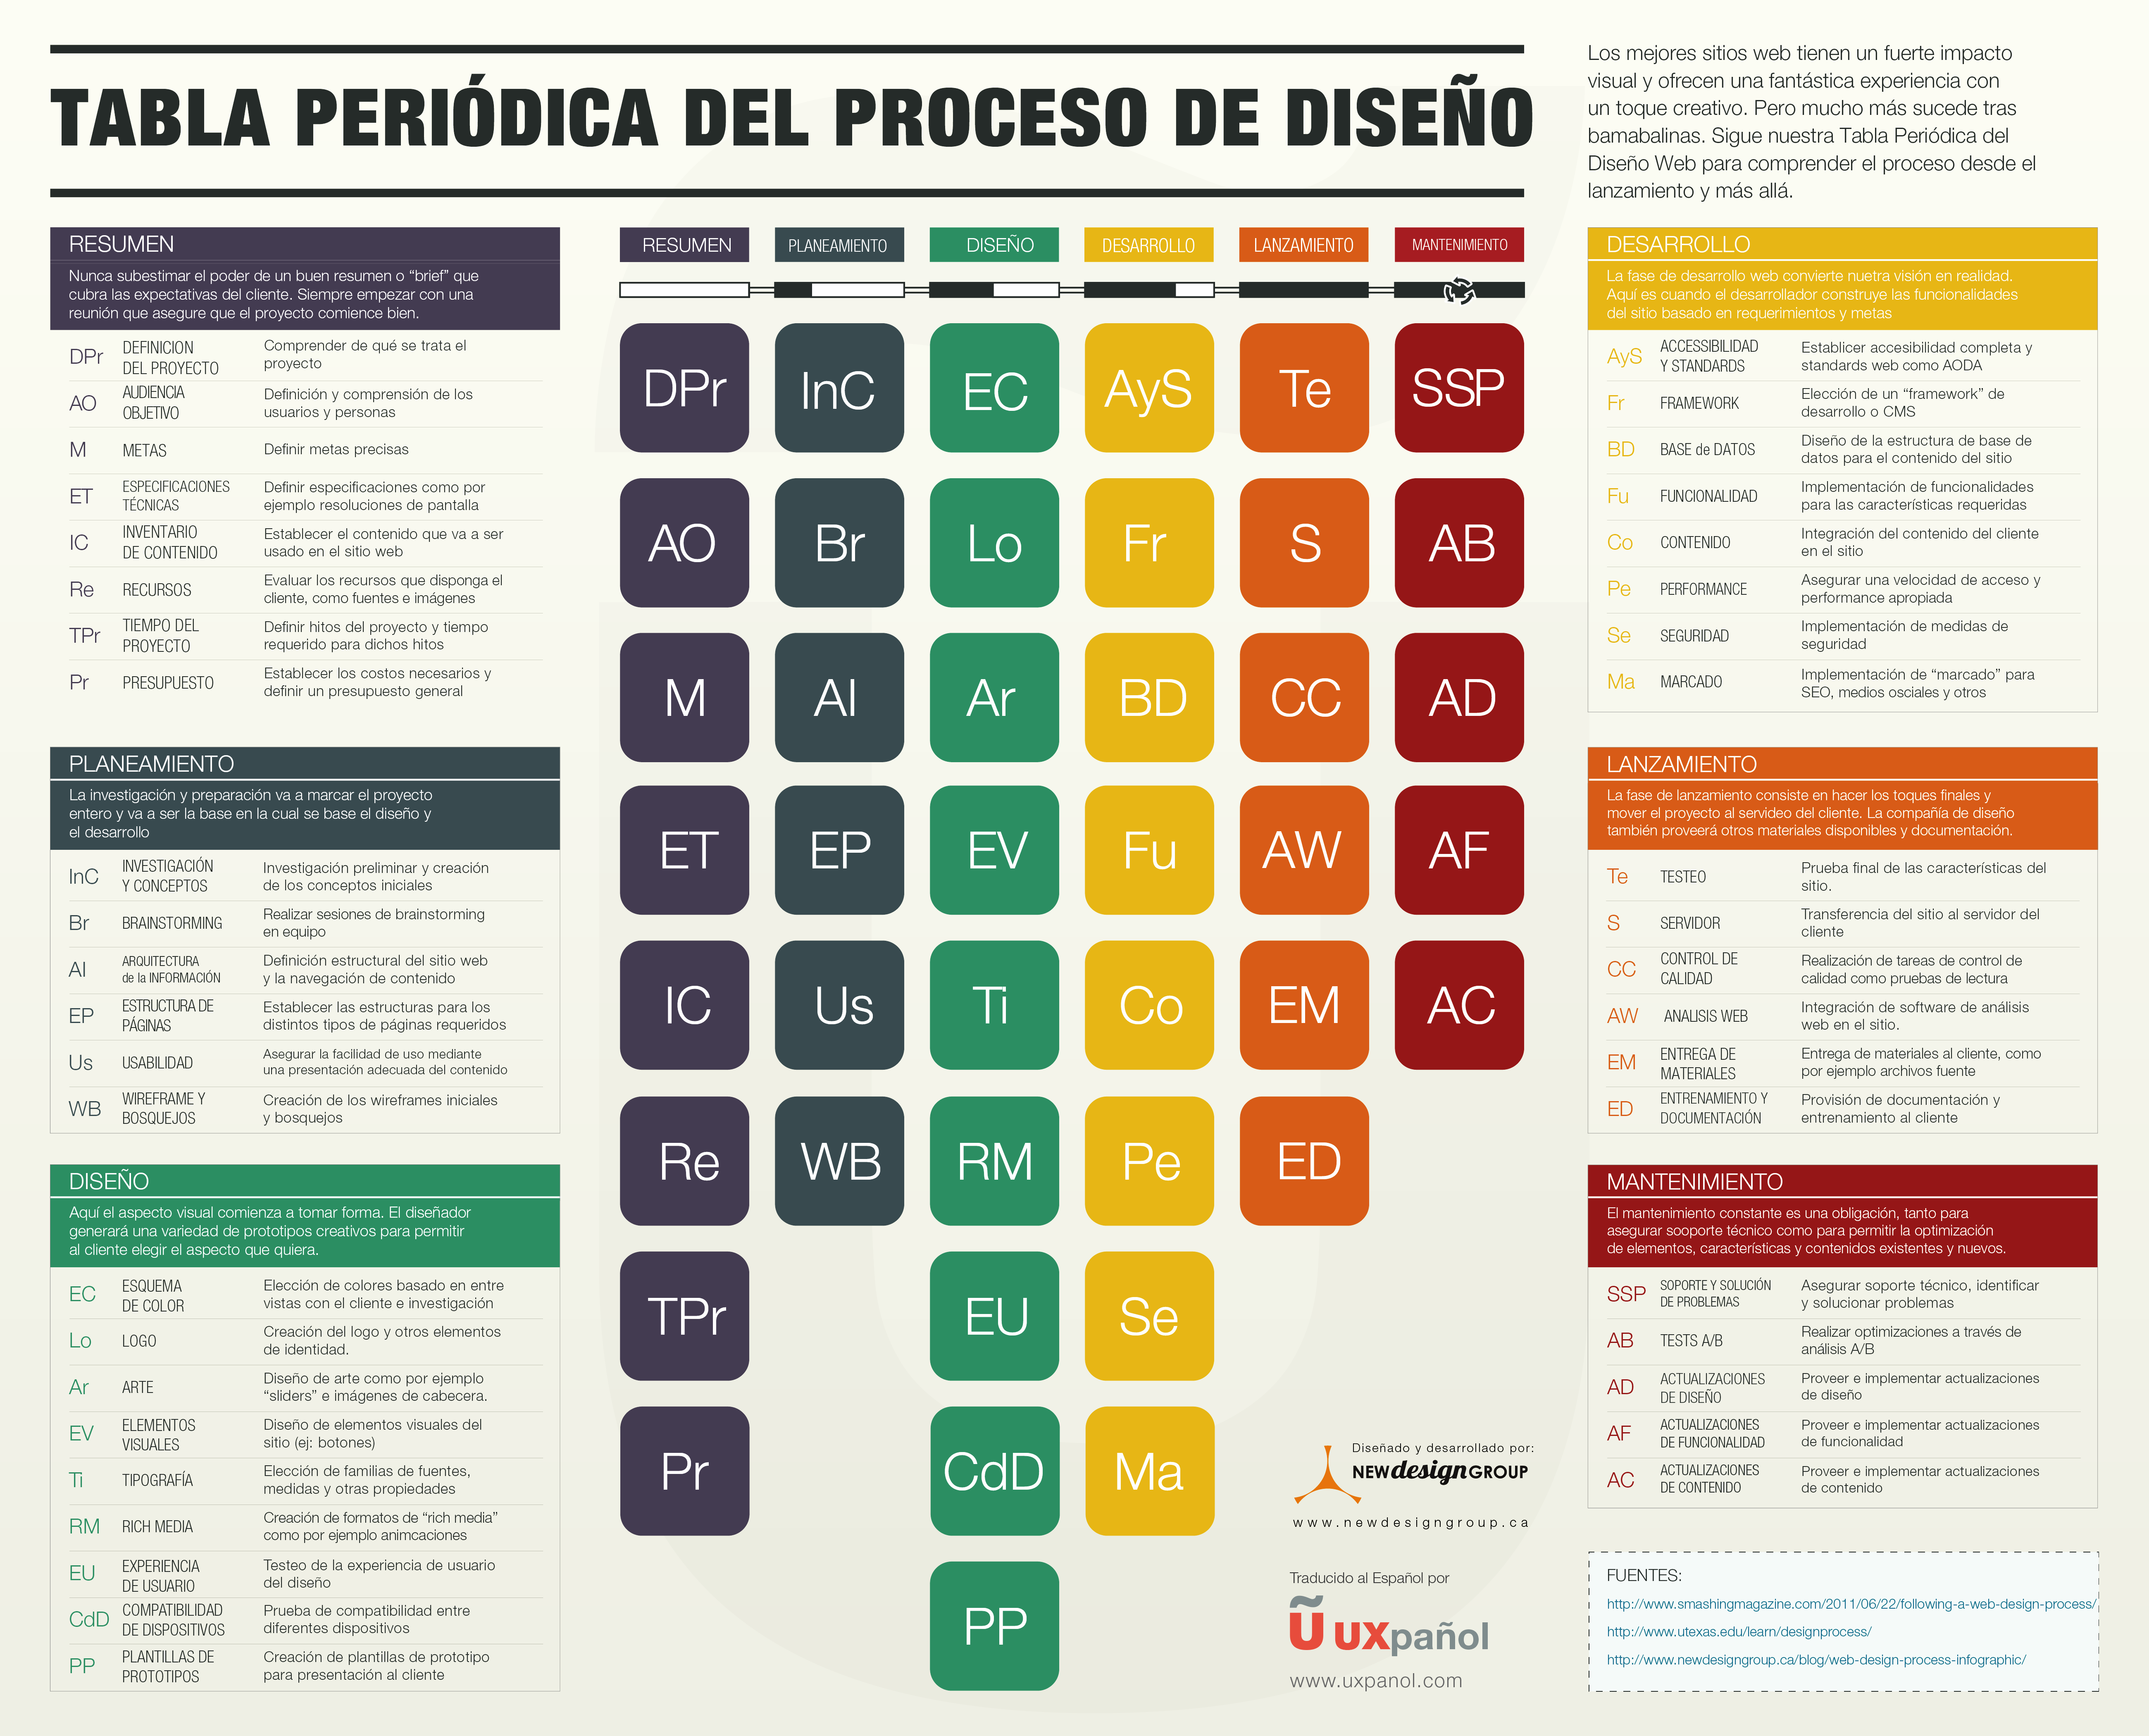 TABLA PERIÓDICA DEL PROCESO DE DISEÑO
Los mejores sitios web tienen un fuerte impacto
visual y ofrecen una fantástica experiencia con
un toque creativo. Pero mucho más sucede tras
bamabalinas. Sigue nuestra Tabla Periódica del
Diseño Web para comprender el proceso desde el
lanzamiento y más allá.
RESUMEN
Nunca subestimar el poder de un buen resumen o “brief” que
cubra las expectativas del cliente. Siempre empezar con una
reunión que asegure que el proyecto comience bien.
DPr DEFINICION DEL PROYECTO Comprender de qué se trata el
proyecto
AO AUDIENCIA OBJETIVO Definición y comprensión de los
usuarios y personas
M METAS Definir metas precisas
ET ESPECIFICACIONES TÉCNICAS Definir especificaciones como por
ejemplo resoluciones de pantalla
IC INVENTARIO DE CONTENIDO Establecer el contenido que va a ser
usado en el sitio web
Re RECURSOS Evaluar los recursos que disponga el
cliente, como fuentes e imágenes
TPr TIEMPO DEL PROYECTO Definir hitos del proyecto y tiempo
requerido para dichos hitos
Pr PRESUPUESTO Establecer los costos necesarios y
definir un presupuesto general
PLANEAMIENTO
La investigación y preparación va a marcar el proyecto
entero y va a ser la base en la cual se base el diseño y
el desarrollo
InC INVESTIGACIÓN Y CONCEPTOS Investigación preliminar y creación
de los conceptos iniciales
Br BRAINSTORMING Realizar sesiones de brainstorming
en equipo
AI ARQUITECTURA de la INFORMACIÓN Definición estructural del sitio web
y la navegación de contenido
EP ESTRUCTURA DE PÁGINAS Establecer las estructuras para los
distintos tipos de páginas requeridos
Us USABILIDAD Asegurar la facilidad de uso mediante
una presentación adecuada del contenido
WB WIREFRAME Y BOSQUEJOS Creación de los wireframes iniciales
y bosquejos
DISEÑO
Aquí el aspecto visual comienza a tomar forma. El diseñador
generará una variedad de prototipos creativos para permitir
al cliente elegir el aspecto que quiera.
EC ESQUEMA DE COLOR Elección de colores basado en entre
vistas con el cliente e investigación
Lo LOGO Creación del logo y otros elementos
de identidad.
Ar ARTE Diseño de arte como por ejemplo
“sliders” e imágenes de cabecera.
EV ELEMENTOS VISUALES Diseño de elementos visuales del
sitio (ej: botones)
Ti TIPOGRAFÍA Elección de familias de fuentes,
medidas y otras propiedades
RM RICH MEDIA Creación de formatos de “rich media”
como por ejemplo animcaciones
EU EXPERIENCIA DE USUARIO Testeo de la experiencia de usuario
del diseño
CdD COMPATIBILIDAD DE DISPOSITIVOS Prueba de compatibilidad entre
diferentes dispositivos
PP PLANTILLAS DE PROTOTIPOS Creación de plantillas de prototipo
para presentación al cliente
RESUMEN PLANEAMIENTO DISEÑO DESARROLLO LANZAMIENTO MANTENIMIENTO
DPr InC EC AyS Te SSP
AO Br Lo Fr S AB
M AI Ar BD CC AD
ET EP EV Fu AW AF
IC Us Ti Co EM AC
Re WB RM Pe ED
TPr EU Se
Pr CdD Ma
PP
Diseñado y desarrollado por:
NEW design GROUP
www.newdesigngroup.ca
Traducido al Español por
Ũ uxpañol
www.uxpanol.com
DESARROLLO
La fase de desarrollo web convierte nuetra visión en realidad.
Aquí es cuando el desarrollador construye las funcionalidades
del sitio basado en requerimientos y metas
AyS ACCESSIBILIDAD Y STANDARDS Establicer accesibilidad completa y
standards web como AODA
Fr FRAMEWORK Elección de un “framework” de
desarrollo o CMS
BD BASE de DATOS Diseño de la estructura de base de
datos para el contenido del sitio
Fu FUNCIONALIDAD Implementación de funcionalidades
para las características requeridas
Co CONTENIDO Integración del contenido del cliente
en el sitio
Pe PERFORMANCE Asegurar una velocidad de acceso y
performance apropiada
Se SEGURIDAD Implementación de medidas de
seguridad
Ma MARCADO Implementación de “marcado” para
SEO, medios osciales y otros
LANZAMIENTO
La fase de lanzamiento consiste en hacer los toques finales y
mover el proyecto al servideo del cliente. La compañía de diseño
también proveerá otros materiales disponibles y documentación.
Te TESTEO Prueba final de las características del
sitio.
S SERVIDOR Transferencia del sitio al servidor del
cliente
CC CONTROL DE CALIDAD Realización de tareas de control de
calidad como pruebas de lectura
AW ANALISIS WEB Integración de software de análisis
web en el sitio.
EM ENTREGA DE MATERIALES Entrega de materiales al cliente, como
por ejemplo archivos fuente
ED ENTRENAMIENTO Y DOCUMENTACIÓN Provisión de documentación y
entrenamiento al cliente
MANTENIMIENTO
El mantenimiento constante es una obligación, tanto para
asegurar sooporte técnico como para permitir la optimización
de elementos, características y contenidos existentes y nuevos.
SSP SOPORTE Y SOLUCIÓN DE PROBLEMAS Asegurar soporte técnico, identificar
y solucionar problemas
AB TESTS A/B Realizar optimizaciones a través de
análisis A/B
AD ACTUALIZACIONES DE DISEÑO Proveer e implementar actualizaciones
de diseño
AF ACTUALIZACIONES DE FUNCIONALIDAD Proveer e implementar actualizaciones
de funcionalidad
AC ACTUALIZACIONES DE CONTENIDO Proveer e implementar actualizaciones
de contenido
FUENTES:
http://www.smashingmagazine.com/2011/06/22/following-a-web-design-process/
http://www.utexas.edu/learn/designprocess/
http://www.newdesigngroup.ca/blog/web-design-process-infographic/